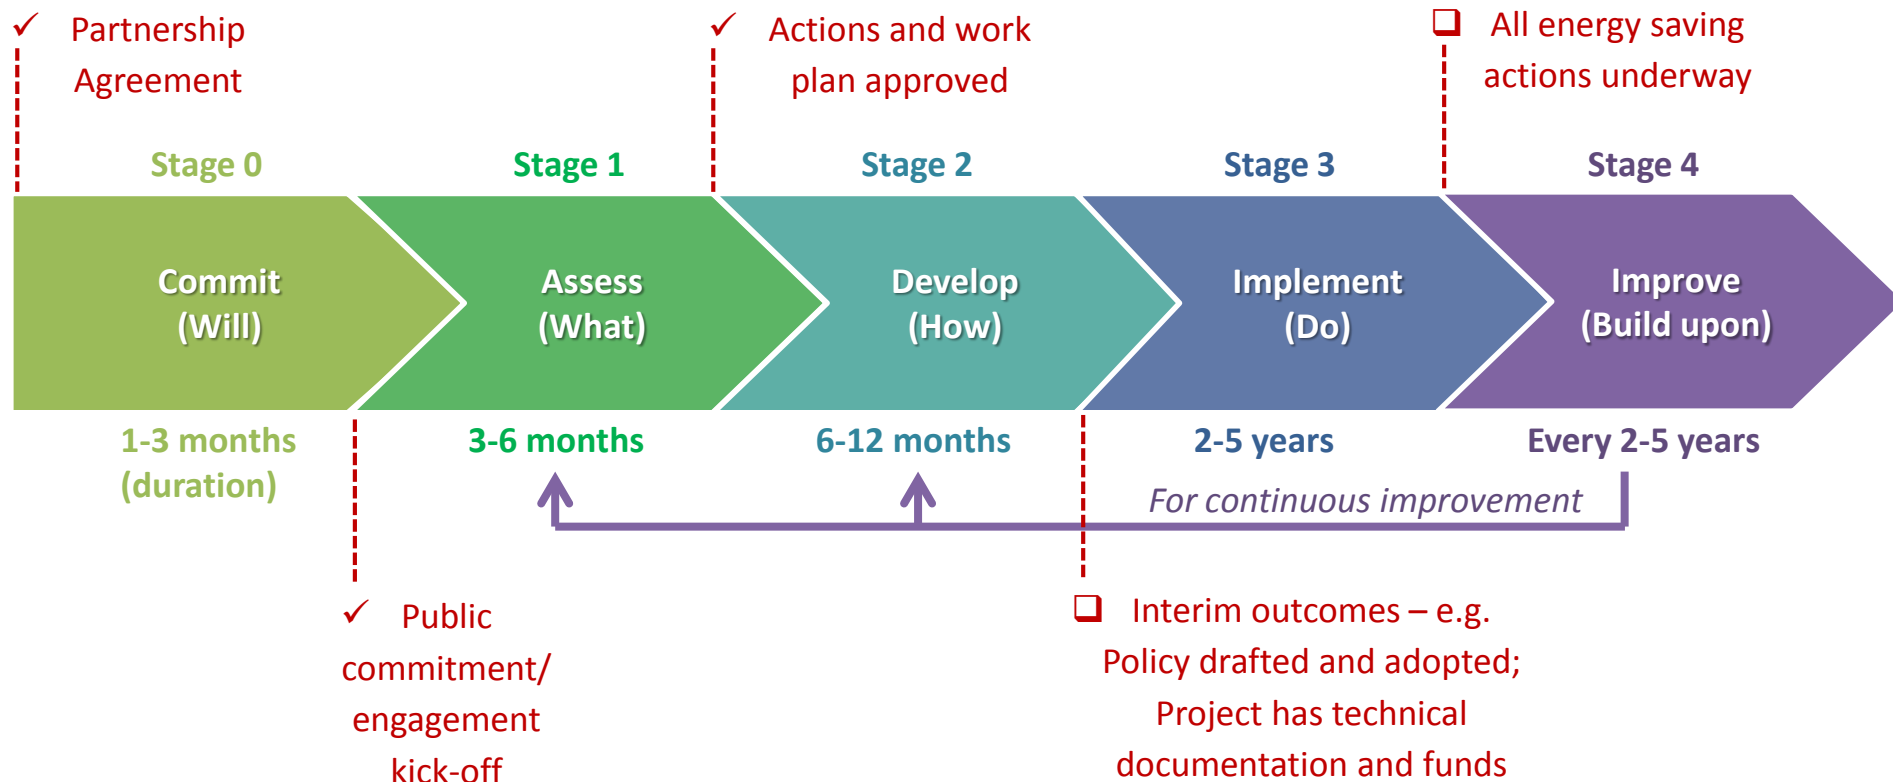 ✓ Partnership
Agreement
✓ Actions and work
plan approved
❑ All energy saving
actions underway
Stage 0
Stage 1
Stage 2
Stage 3
Stage 4
Commit
(Will)
Assess
(What)
Develop
(How)
Implement
(Do)
Improve
(Build upon)
1-3 months
(duration)
3-6 months
6-12 months
2-5 years
Every 2-5 years
For continuous improvement
✓ Public
commitment/
engagement
kick-off
❑ Interim outcomes – e.g.
Policy drafted and adopted;
Project has technical
documentation and funds